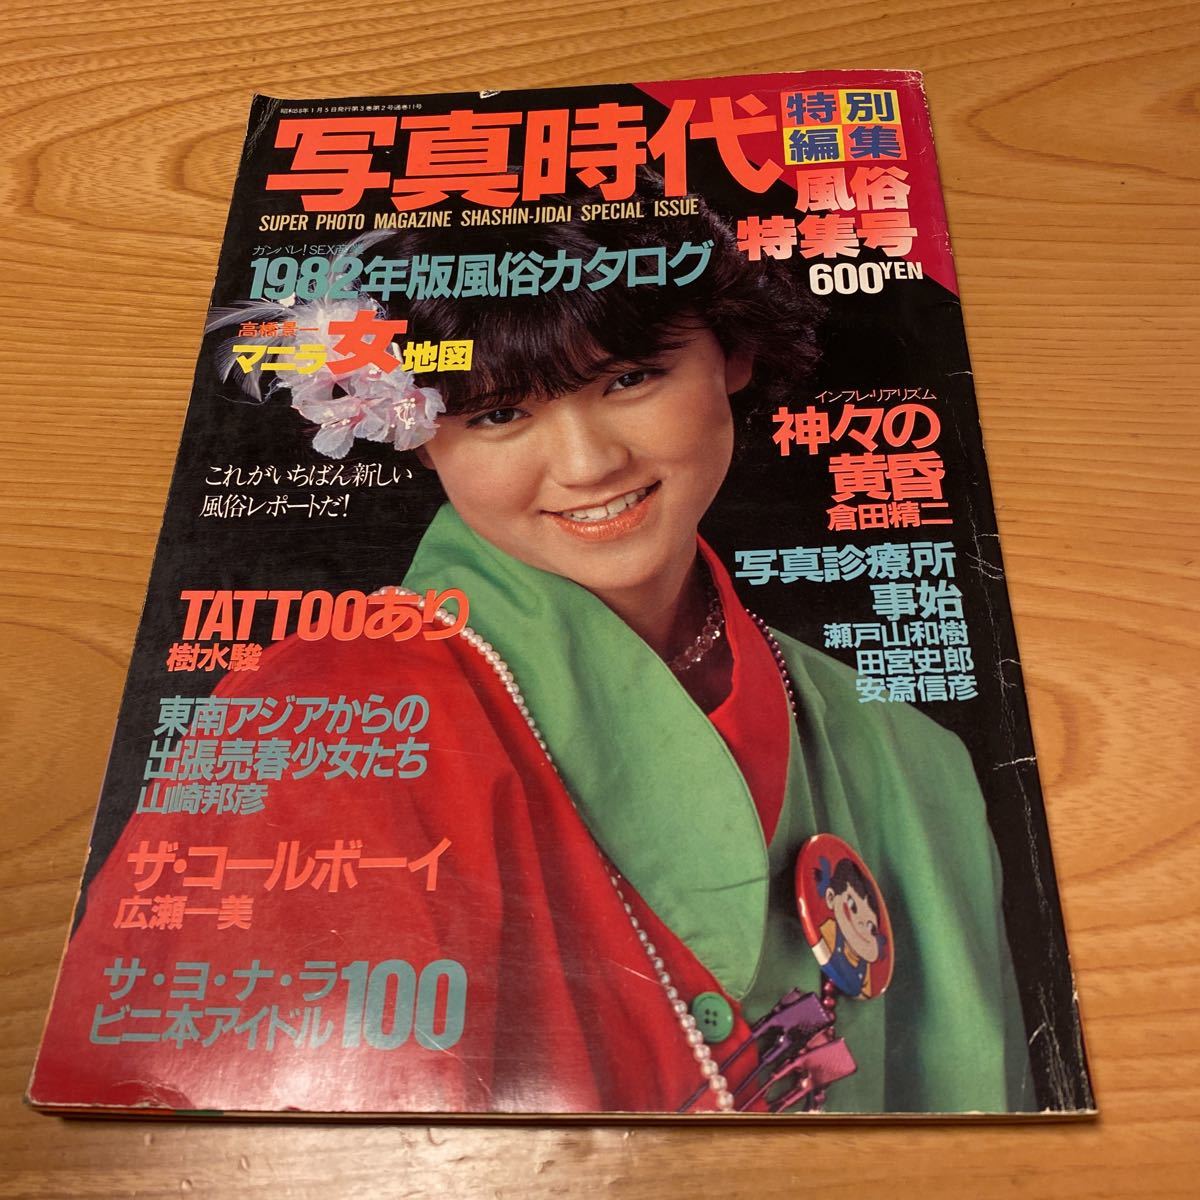 昭和58年1月5日発行第3巻第2号通巻11号
写真時代
SUPER PHOTO MAGAZINE SHASHIN-JIDAI SPECIAL ISSUE
特別
編集
風俗
特集号
600YEN
ガンバレ!SEX産業
1982年版風俗カタログ
高橋景一
マニラ女地図
これがいちばん新しい
風俗レポートだ!
インフレ・リアリズム
神々の
黄昏
倉田精二
写真診療所
事始
瀬戸山和樹
田宮史郎
安斎信彦
TATTOOあり
樹水駿
東南アジアからの
出張売春少女たち
山崎邦彦
ザ・コールボーイ
広瀬一美
サ・ヨ・ナ・ラ
ビニ本アイドル100